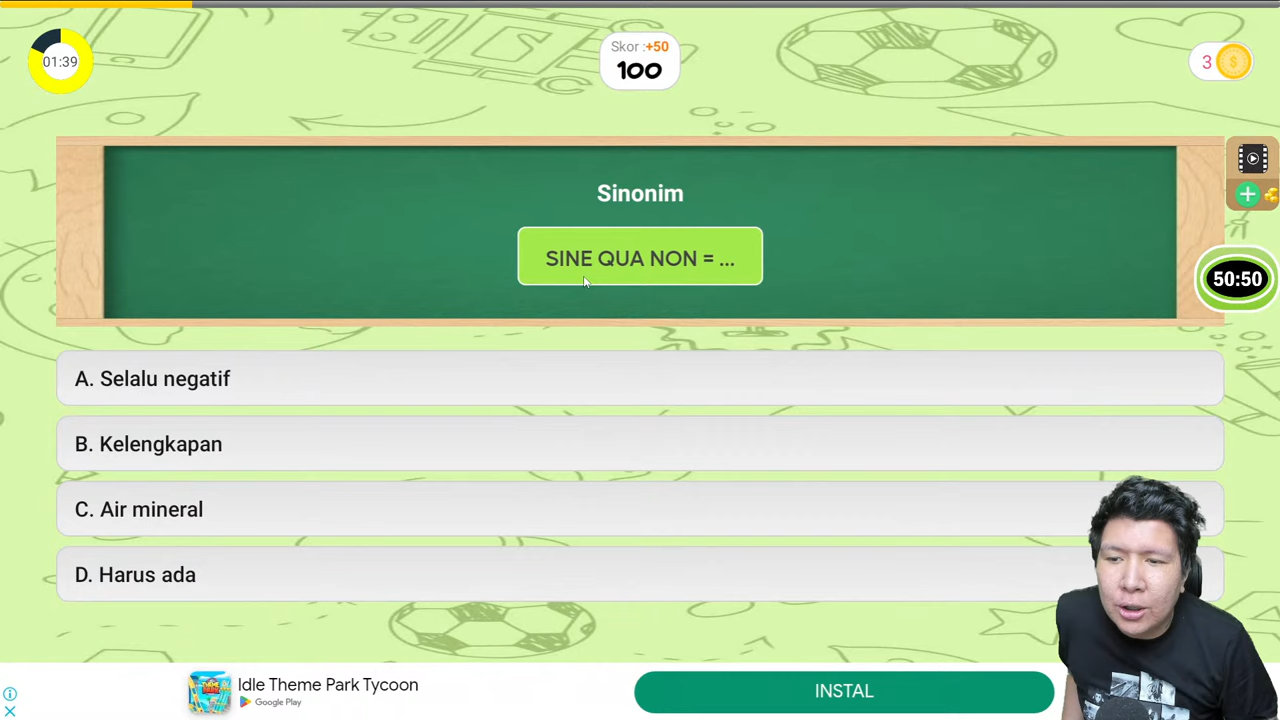 01:39
Skor :+50
100
3
Sinonim
SINE QUA NON = ...
50:50
A. Selalu negatif
B. Kelengkapan
C. Air mineral
D. Harus ada
Idle Theme Park Tycoon
Google Play
INSTAL